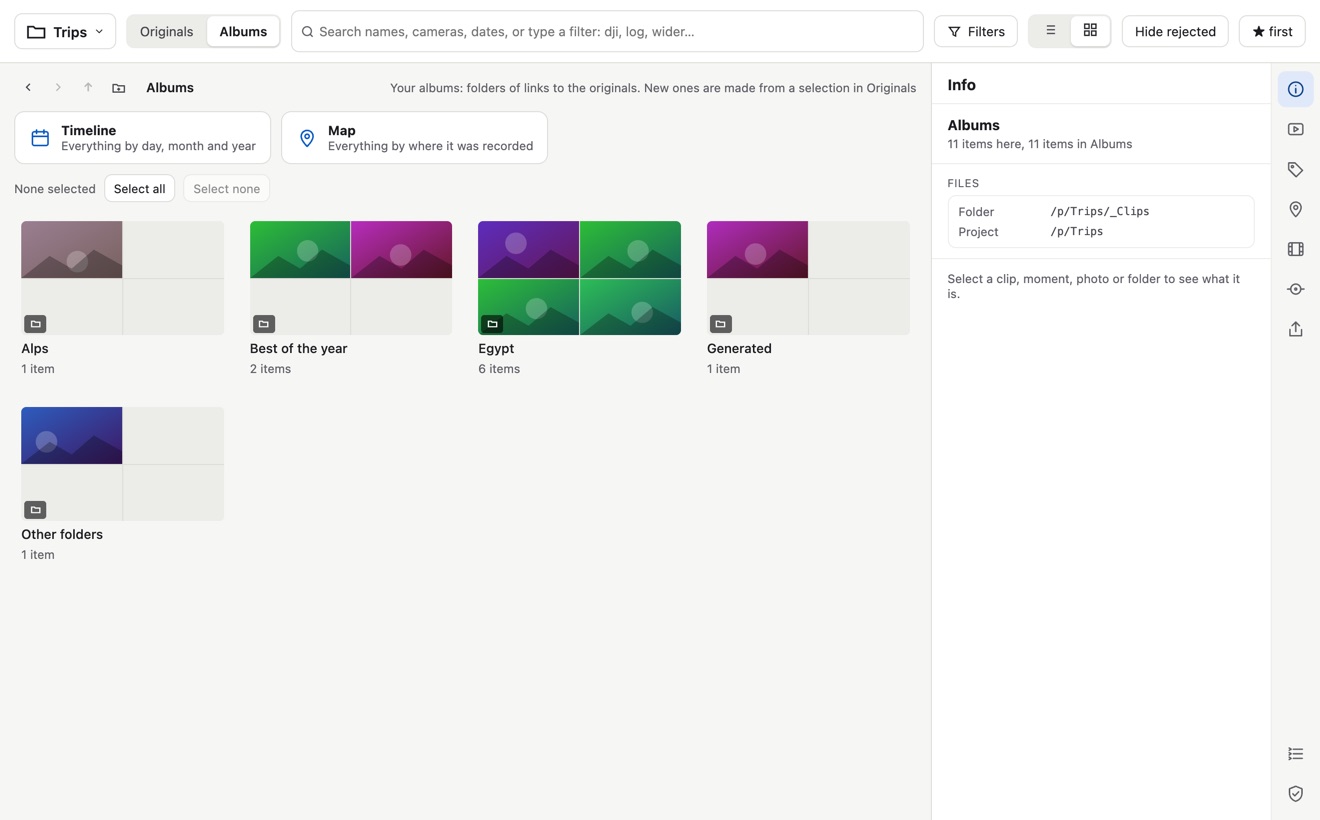 Trips
Originals
Albums
Search names, cameras, dates, or type a filter: dji, log, wider...
Filters
Hide rejected
★ first
Albums
Your albums: folders of links to the originals. New ones are made from a selection in Originals
Timeline
Everything by day, month and year
Map
Everything by where it was recorded
None selected
Select all
Select none
Alps
1 item
Best of the year
2 items
Egypt
6 items
Generated
1 item
Other folders
1 item
Info
Albums
11 items here, 11 items in Albums
FILES
Folder /p/Trips/_Clips
Project /p/Trips
Select a clip, moment, photo or folder to see what it
is.